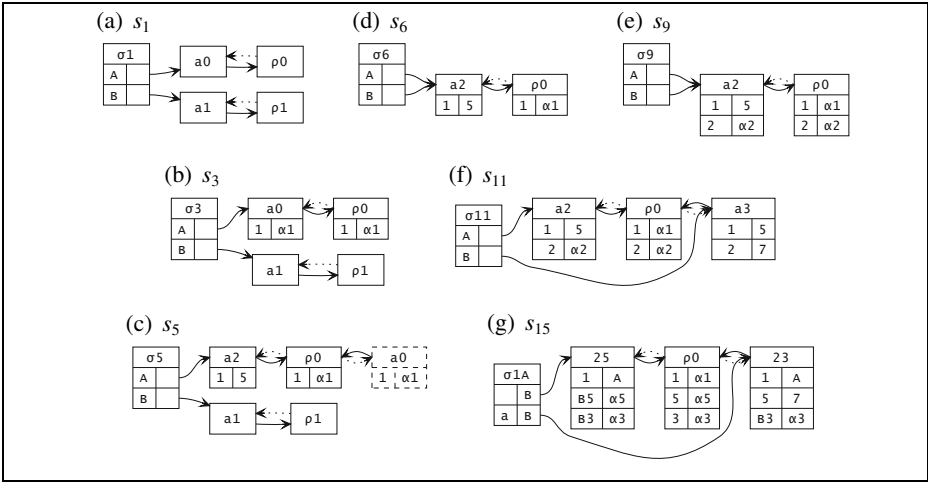 (a) s1
σ1
A
B
a0
ρ0
a1
ρ1
(d) s6
σ6
A
B
a2
1 5
ρ0
1 α1
(e) s9
σ9
A
B
a2
1 5
2 α2
ρ0
1 α1
2 α2
(b) s3
σ3
A
B
a0
1 α1
ρ0
1 α1
a1
ρ1
(f) s11
σ11
A
B
a2
1 5
2 α2
ρ0
1 α1
2 α2
a3
1 5
2 7
(c) s5
σ5
A
B
a2
1 5
ρ0
1 α1
a0
1 α1
a1
ρ1
(g) s15
σ1A
B
a B
25
1 A
B5 α5
B3 α3
ρ0
1 α1
5 α5
3 α3
23
1 A
5 7
B3 α3